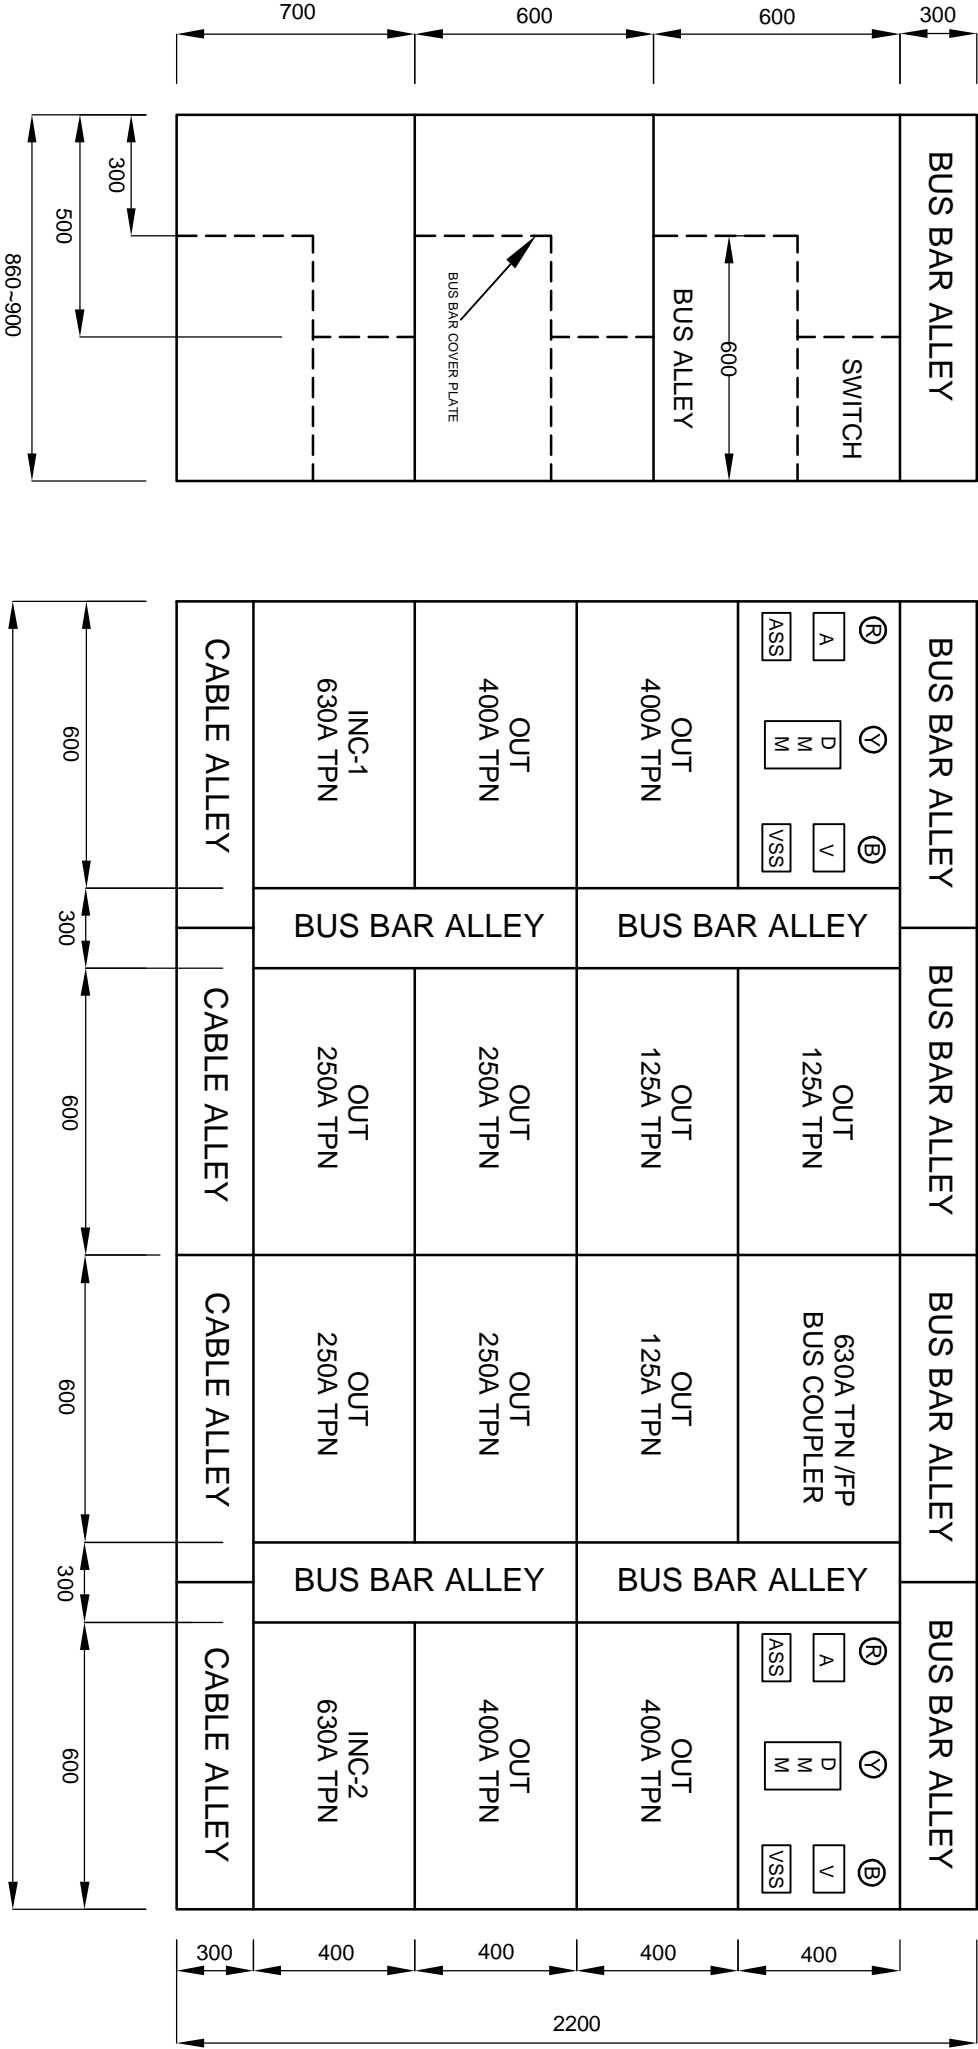 700
600
600
300
300
500
860~900
BUS BAR ALLEY
SWITCH
600
BUS ALLEY
BUS BAR COVER PLATE
BUS BAR ALLEY
BUS BAR ALLEY
BUS BAR ALLEY
BUS BAR ALLEY
R
Y
B
A
D
M
M
V
ASS
VSS
OUT
125A TPN
630A TPN /FP
BUS COUPLER
R
Y
B
A
D
M
M
V
ASS
VSS
OUT
400A TPN
BUS BAR ALLEY
OUT
125A TPN
OUT
125A TPN
BUS BAR ALLEY
OUT
400A TPN
OUT
400A TPN
OUT
250A TPN
OUT
250A TPN
OUT
400A TPN
INC-1
630A TPN
BUS BAR ALLEY
OUT
250A TPN
OUT
250A TPN
BUS BAR ALLEY
INC-2
630A TPN
CABLE ALLEY
CABLE ALLEY
CABLE ALLEY
CABLE ALLEY
600
300
600
600
300
600
300
400
400
400
400
2200